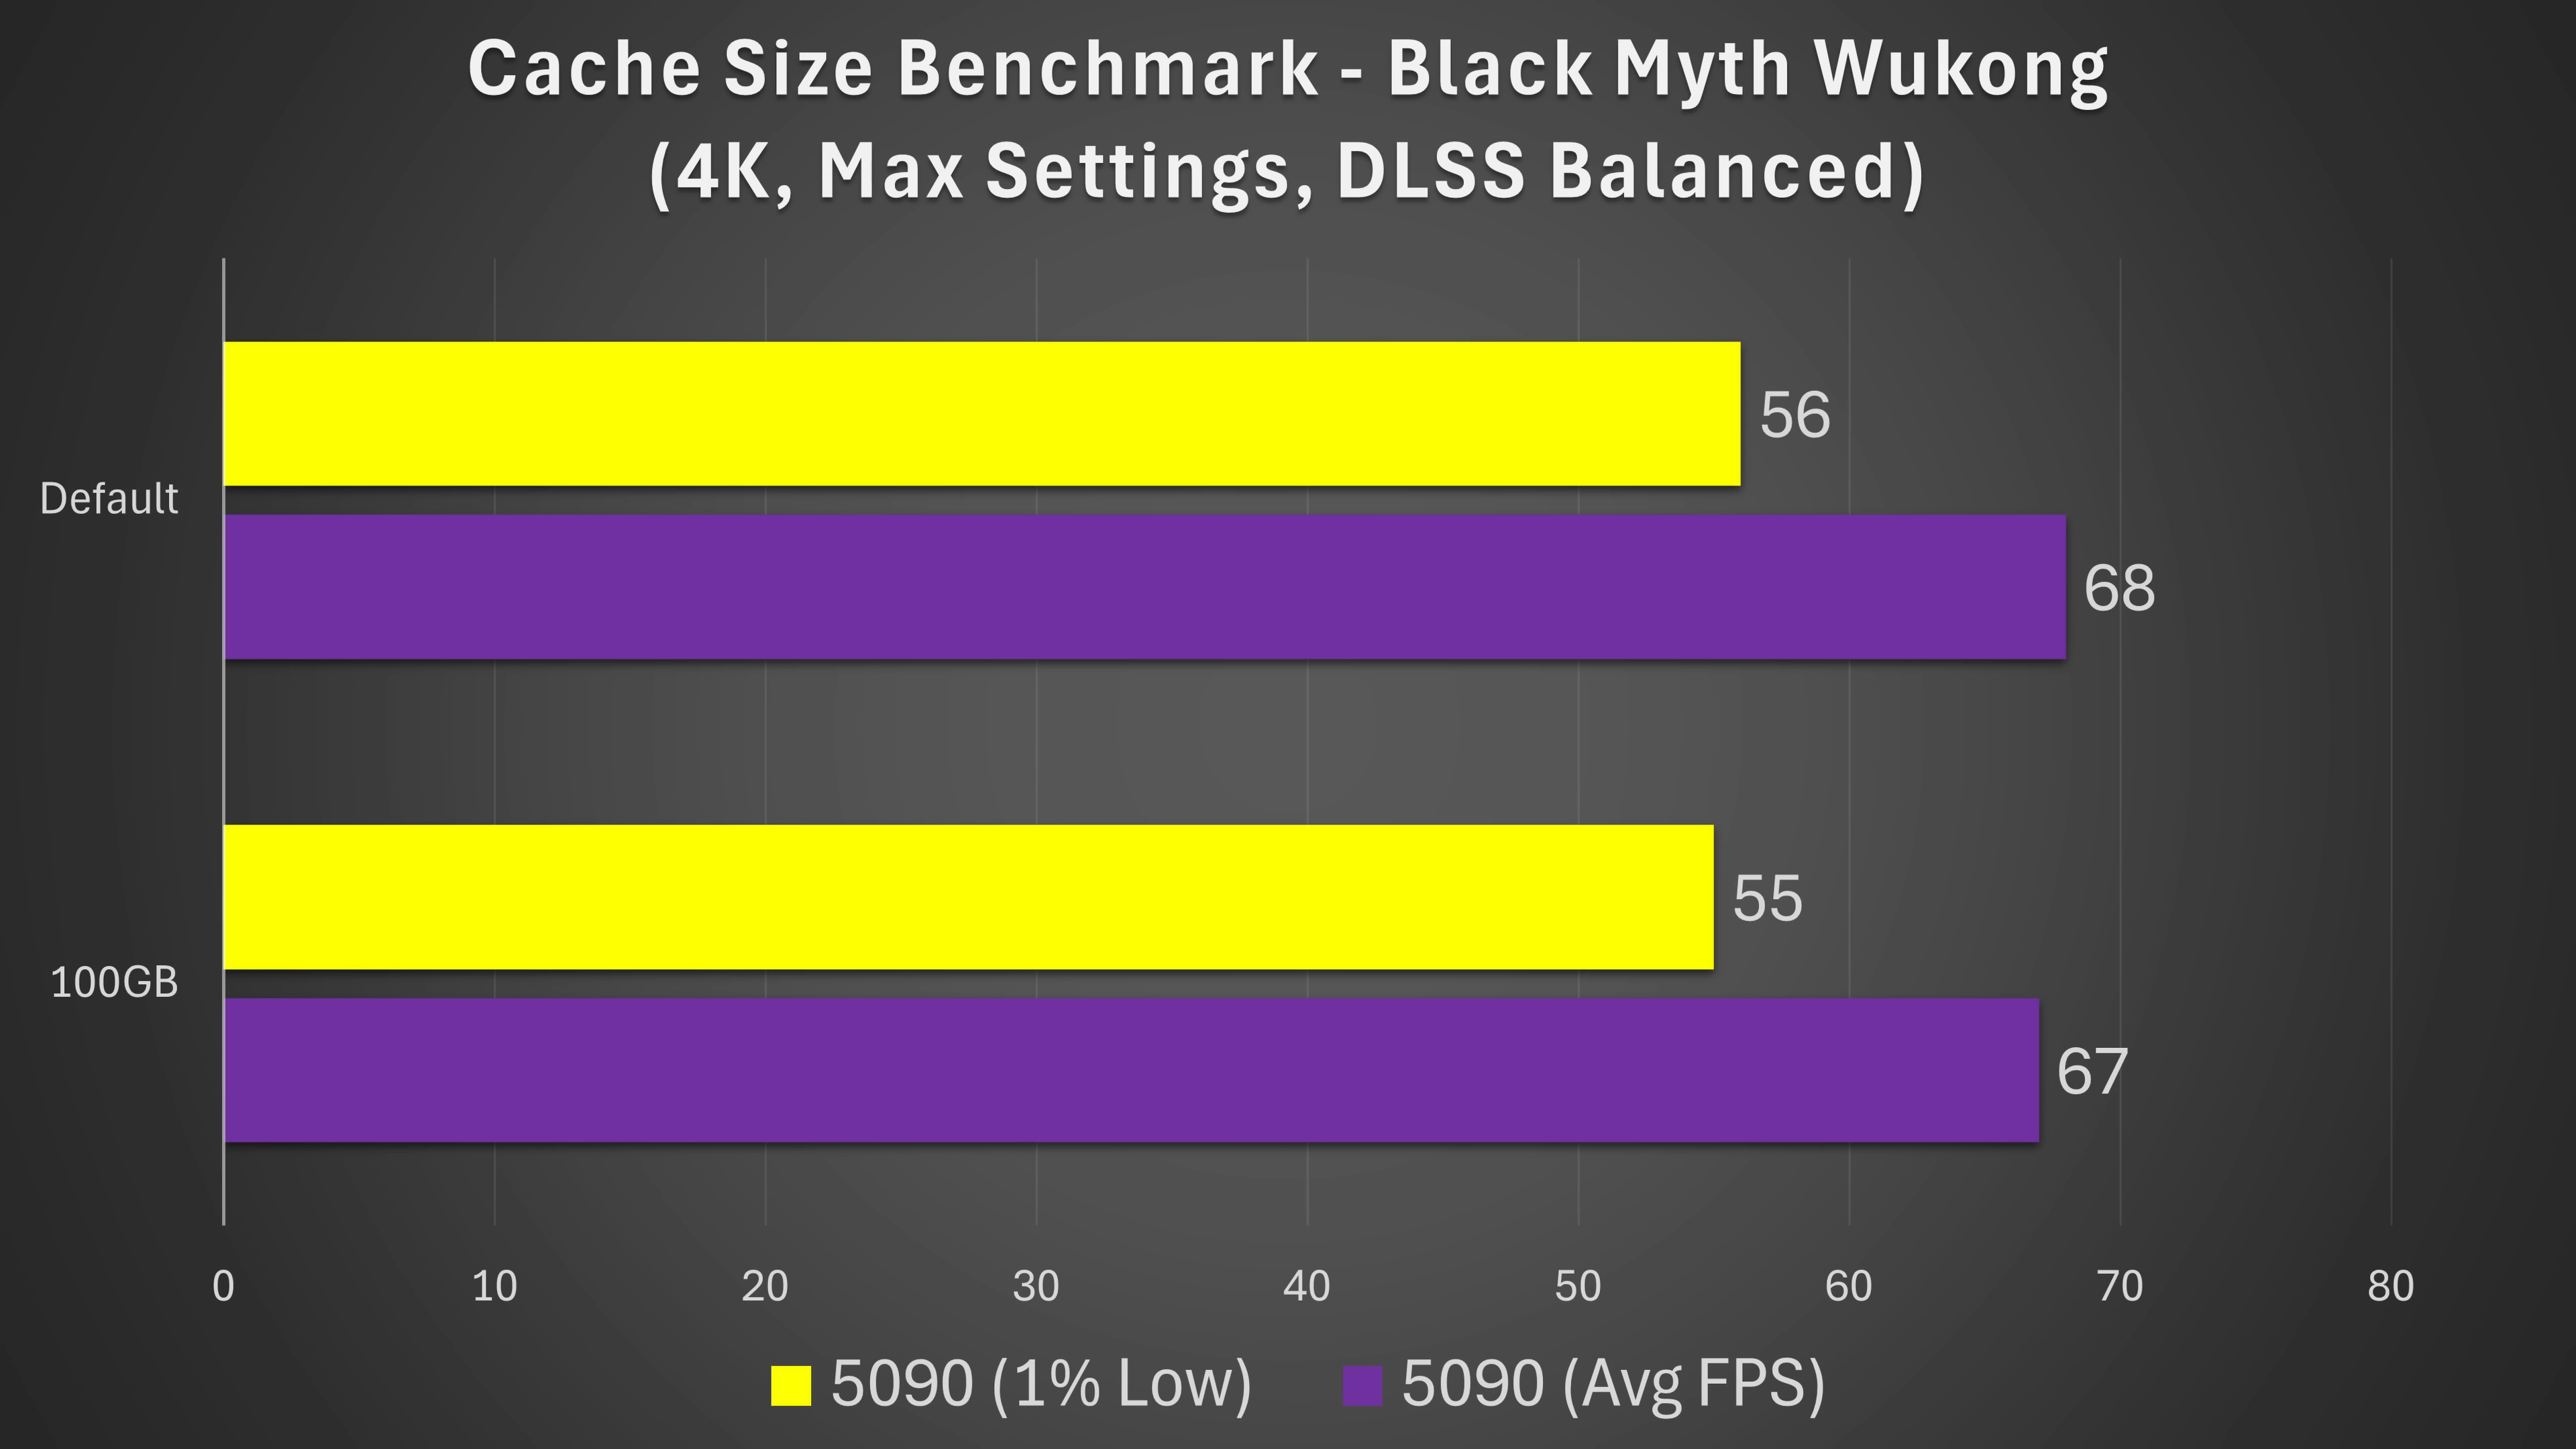 Cache Size Benchmark - Black Myth Wukong
(4K, Max Settings, DLSS Balanced)
56
Default
68
55
100GB
67
0 10 20 30 40 50 60 70 80
5090 (1% Low) 5090 (Avg FPS)